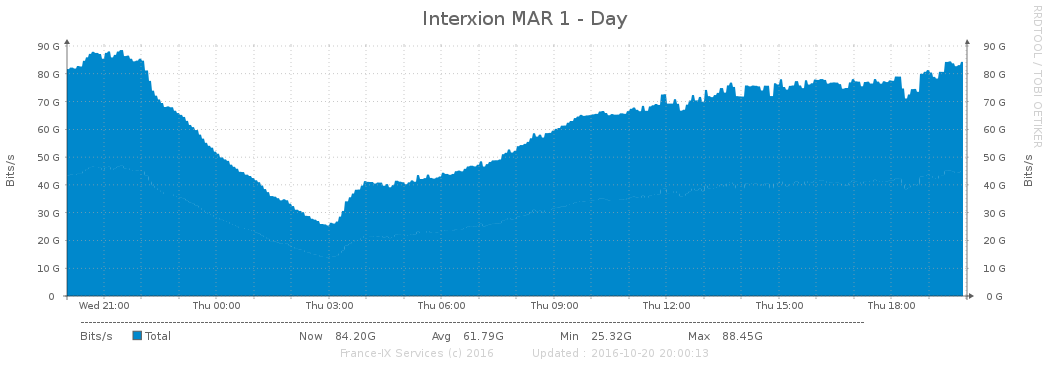 Interxion MAR 1 - Day
RRDTOOL / TOBI OETIKER
90 G 90 G
80 G 80 G
70 G 70 G
60 G 60 G
50 G 50 G
40 G 40 G
30 G 30 G
20 G 20 G
10 G 10 G
0 0 G
Bits/s
Bits/s
Wed 21:00 Thu 00:00 Thu 03:00 Thu 06:00 Thu 09:00 Thu 12:00 Thu 15:00 Thu 18:00
Bits/s Total Now 84.20G Avg 61.79G Min 25.32G Max 88.45G
France-IX Services (c) 2016 Updated : 2016-10-20 20:00:13